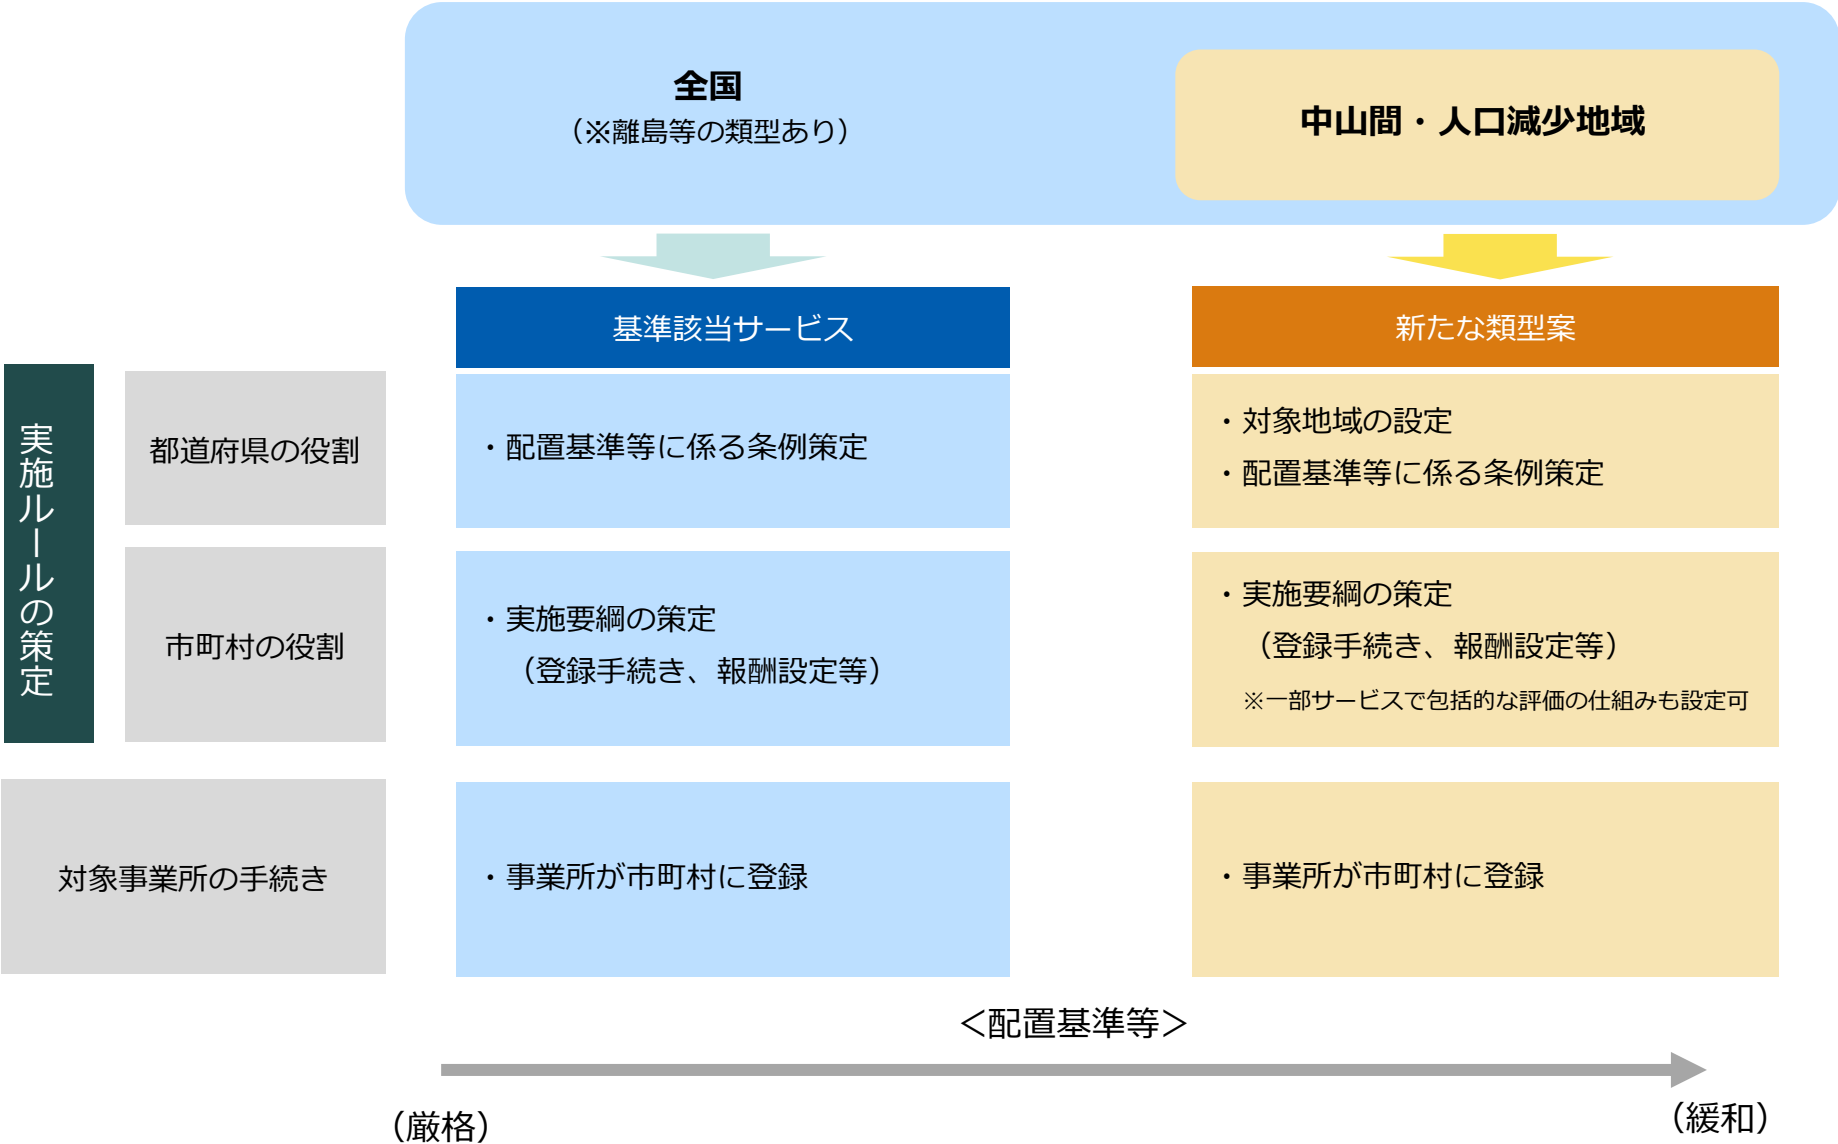 全国
（※離島等の類型あり）
中山間・人口減少地域
基準該当サービス
新たな類型案
実施ルールの策定
都道府県の役割
・配置基準等に係る条例策定
・対象地域の設定
・配置基準等に係る条例策定
市町村の役割
・実施要綱の策定
（登録手続き、報酬設定等）
・実施要綱の策定
（登録手続き、報酬設定等）
※一部サービスで包括的な評価の仕組みも設定可
対象事業所の手続き
・事業所が市町村に登録
・事業所が市町村に登録
＜配置基準等＞
（厳格）
（緩和）